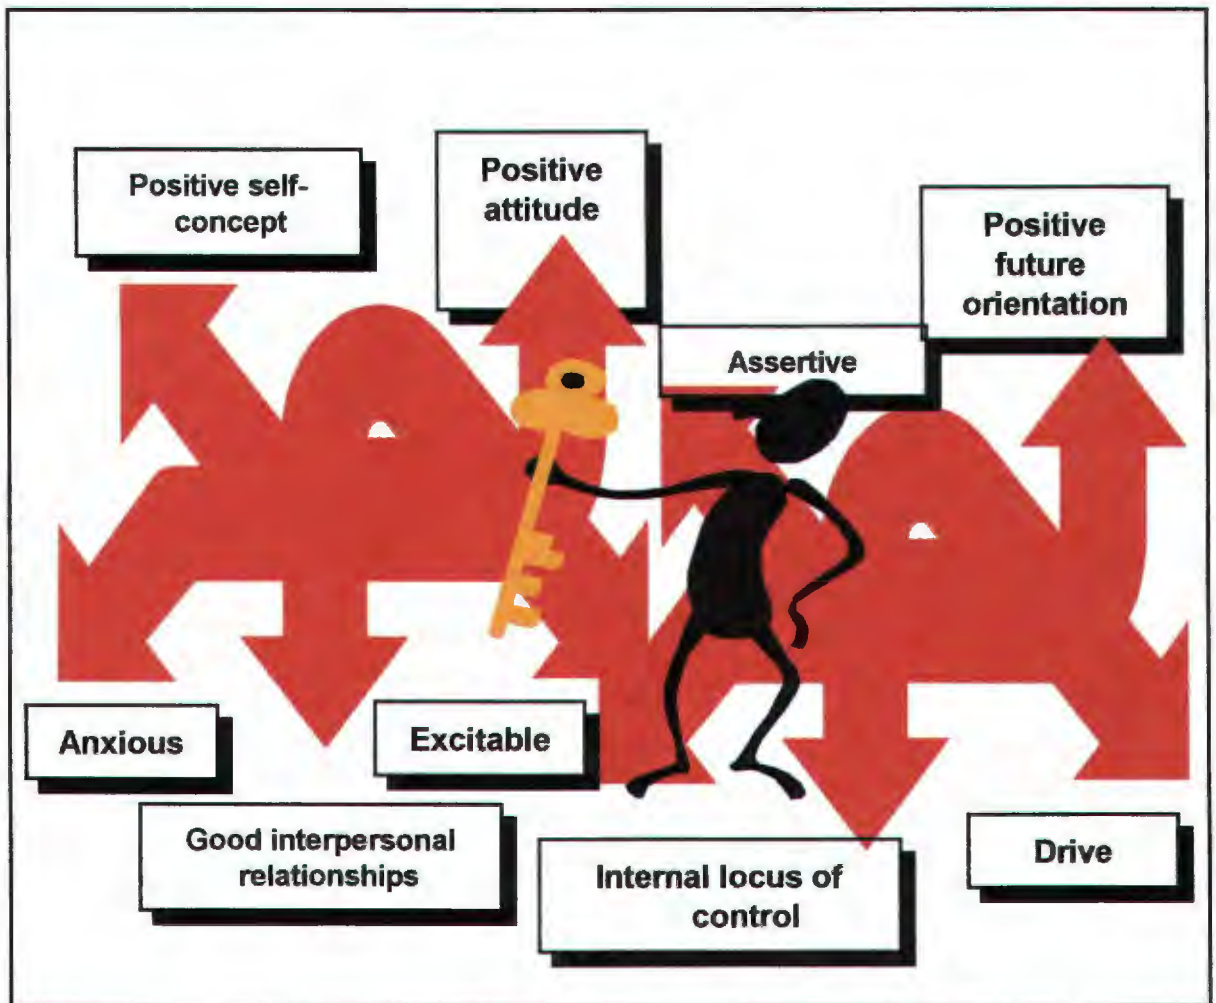 Positive self-
concept
Positive
attitude
Positive
future
orientation
Assertive
Anxious
Excitable
Good interpersonal
relationships
Internal locus of
control
Drive